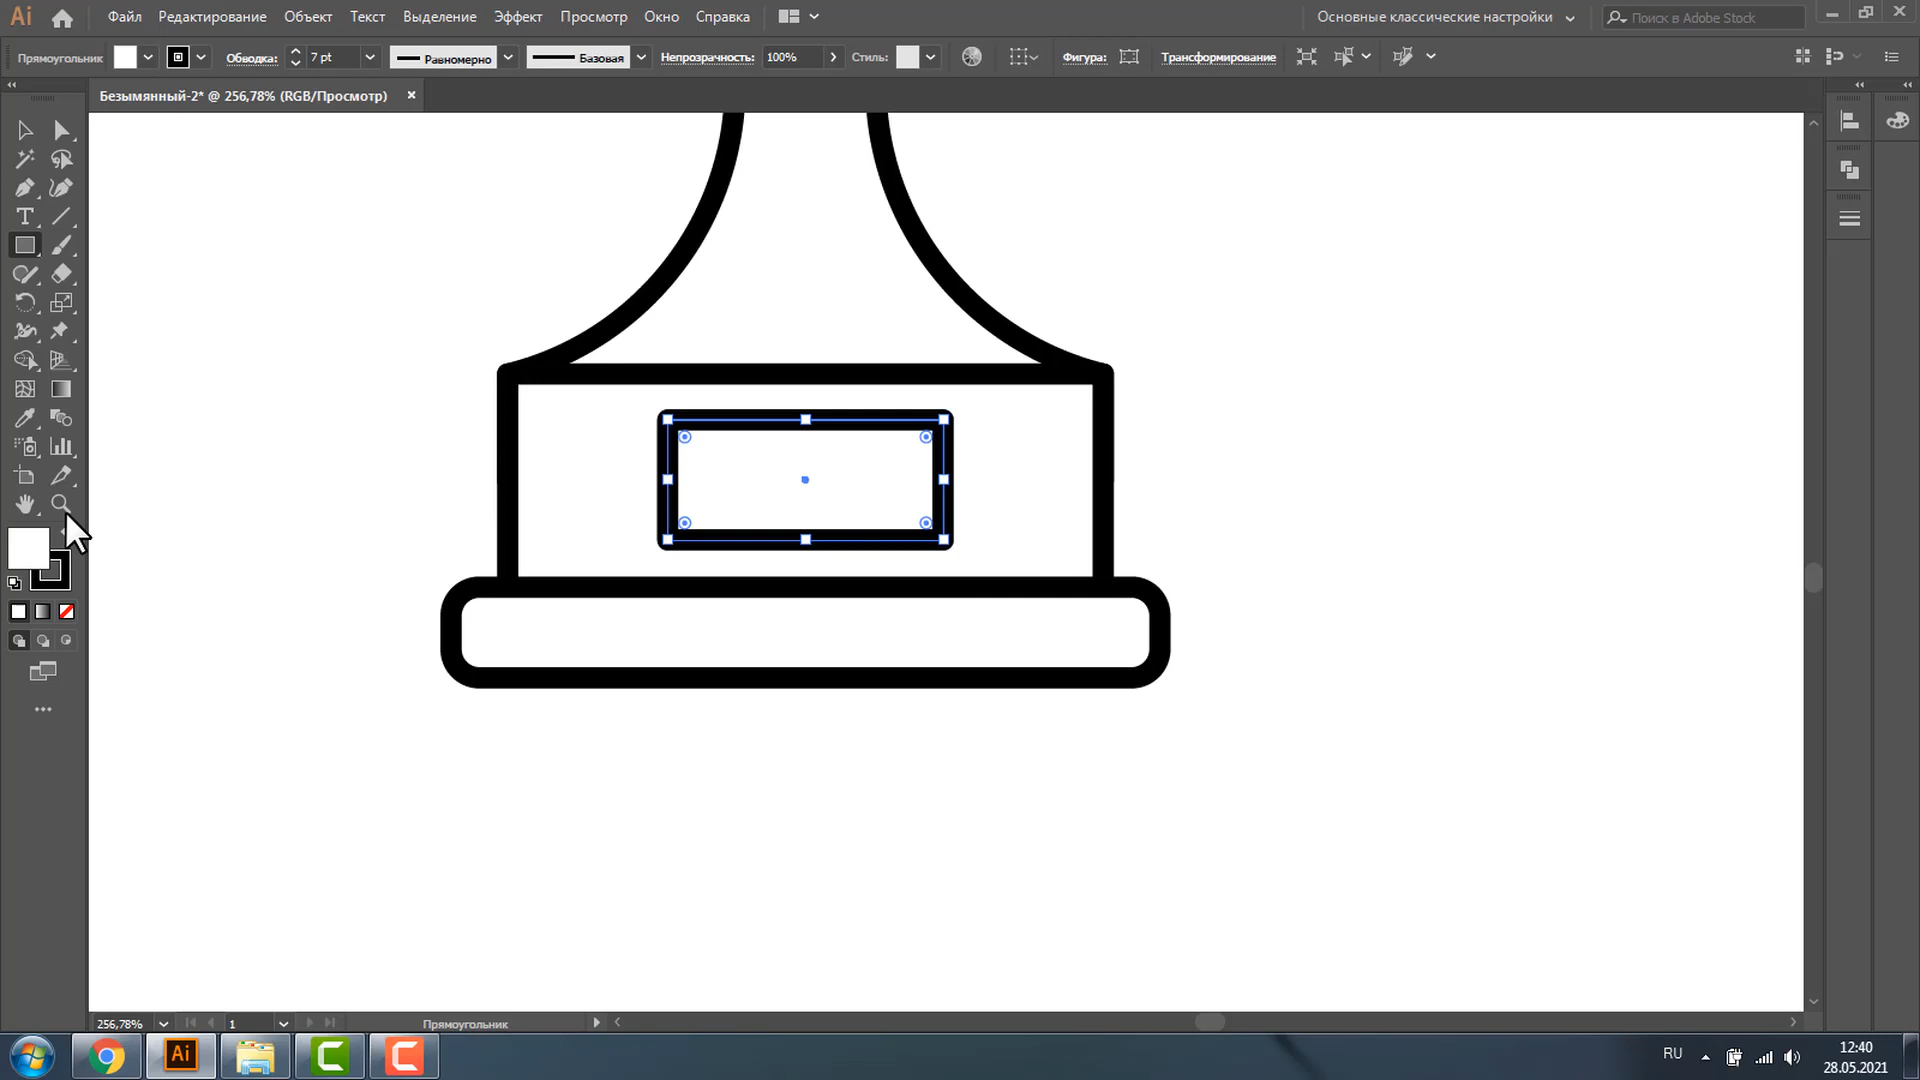 Ai Файл Редактирование Объект Текст Выделение Эффект Просмотр Окно Справка Основные классические настройки Поиск в Adobe Stock
Прямоугольник Обводка: 7 pt Равномерно Базовая Непрозрачность: 100% Стиль: Фигура: Трансформирование
Безымянный-2* @ 256,78% (RGB/Просмотр) ×
256,78% 1 Прямоугольник
Ai RU 12:40
28.05.2021